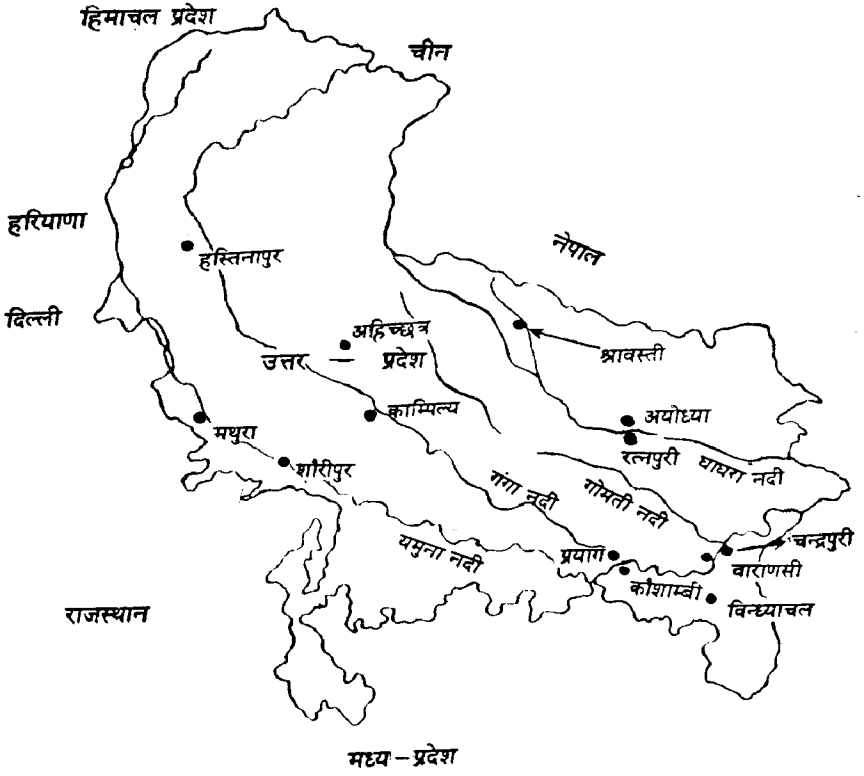 हिमाचल प्रदेश
चीन
हरियाणा
नेपाल
हस्तिनापुर
दिल्ली
अहिच्छत्र
श्रावस्ती
उत्तर — प्रदेश
काम्पिल्य
अयोध्या
मथुरा
रत्नपुरी
शौरीपुर
घाघरा नदी
गंगा नदी
गोमती नदी
यमुना नदी
प्रयाग
चन्द्रपुरी
वाराणसी
कौशाम्बी
विन्ध्याचल
राजस्थान
मध्य – प्रदेश